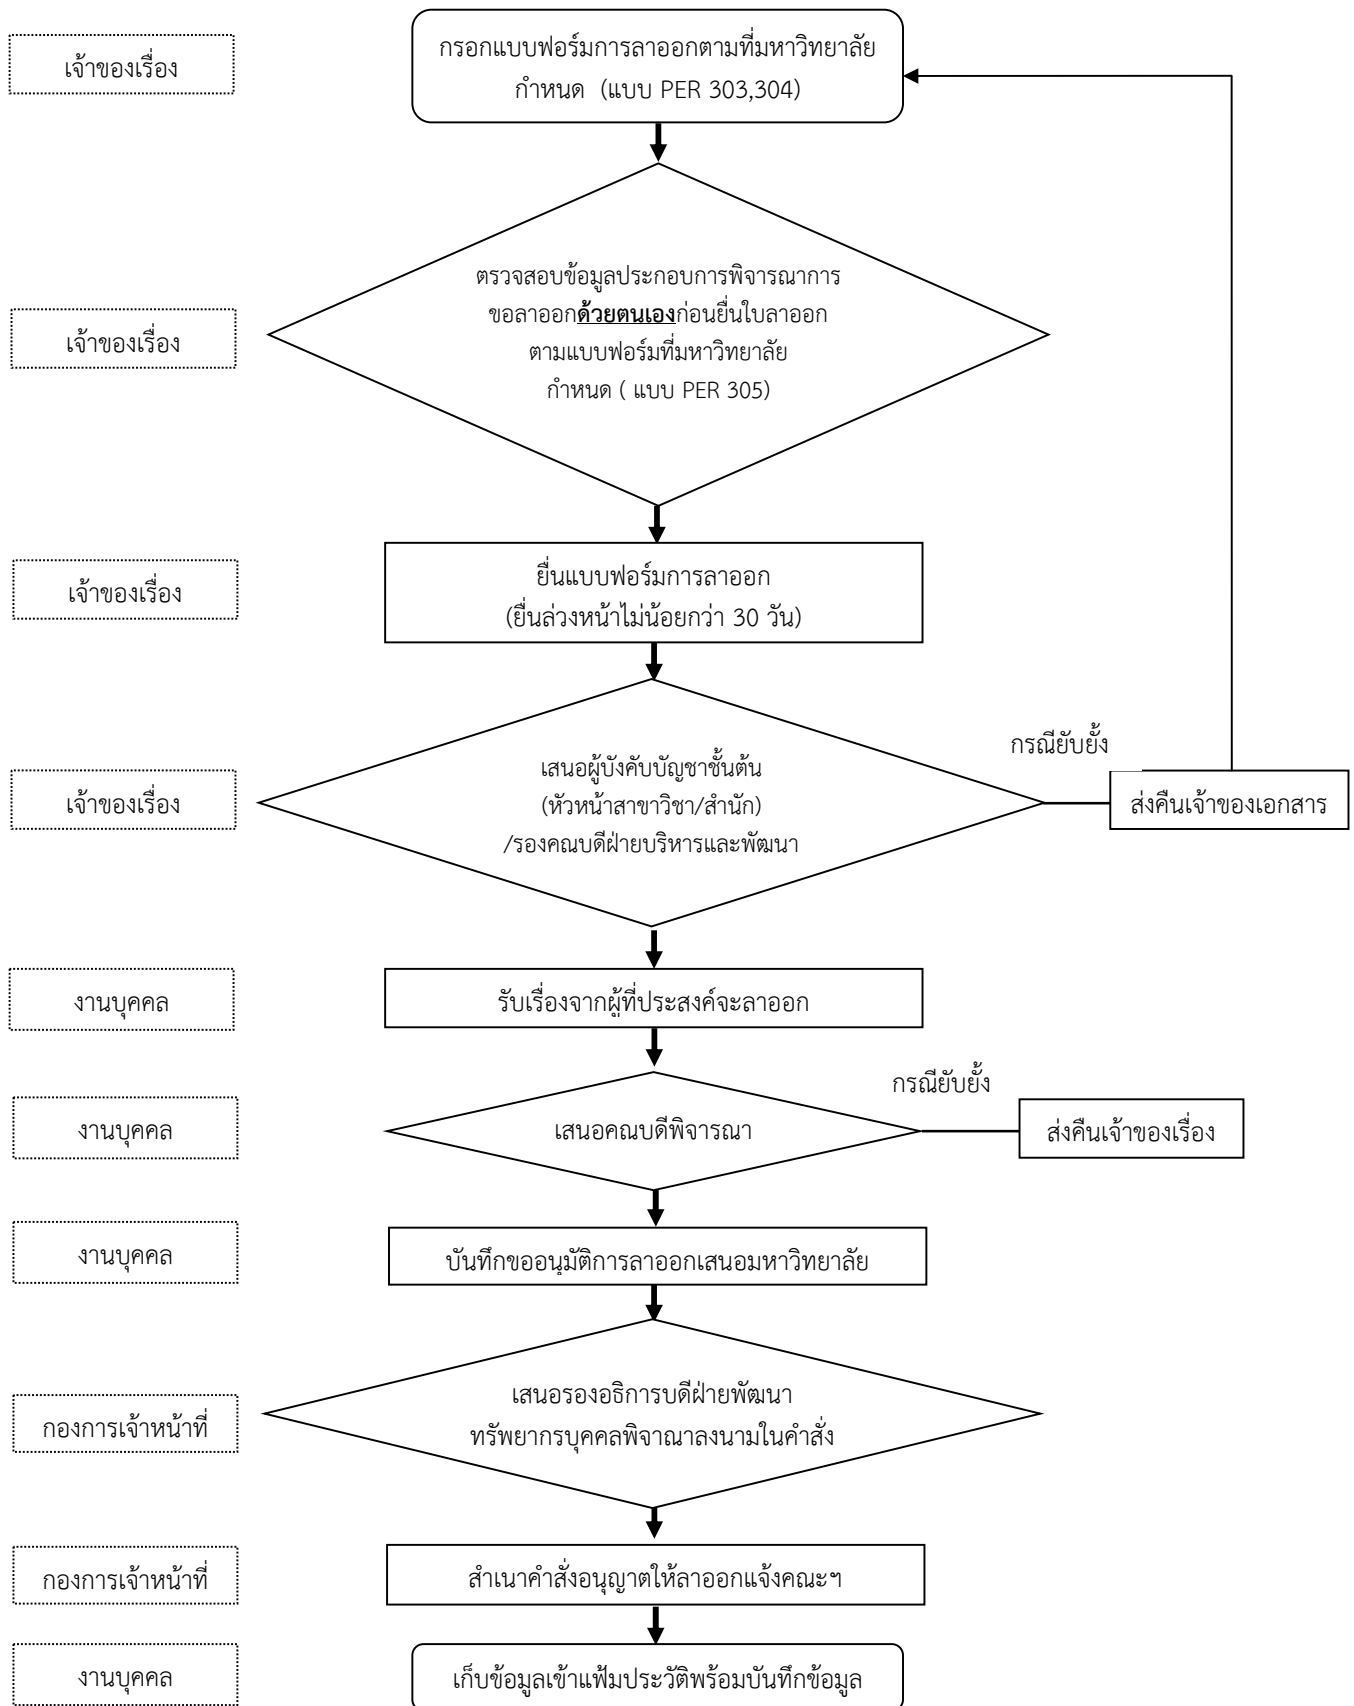 เจ้าของเรื่อง
กรอกแบบฟอร์มการลาออกตามที่มหาวิทยาลัย
กำหนด (แบบ PER 303,304)
เจ้าของเรื่อง
ตรวจสอบข้อมูลประกอบการพิจารณาการ
ขอลาออกด้วยตนเองก่อนยื่นใบลาออก
ตามแบบฟอร์มที่มหาวิทยาลัย
กำหนด ( แบบ PER 305)
เจ้าของเรื่อง
ยื่นแบบฟอร์มการลาออก
(ยื่นล่วงหน้าไม่น้อยกว่า 30 วัน)
เจ้าของเรื่อง
เสนอผู้บังคับบัญชาชั้นต้น
(หัวหน้าสาขาวิชา/สำนัก)
/รองคณบดีฝ่ายบริหารและพัฒนา
กรณียับยั้ง
ส่งคืนเจ้าของเอกสาร
งานบุคคล
รับเรื่องจากผู้ที่ประสงค์จะลาออก
งานบุคคล
เสนอคณบดีพิจารณา
กรณียับยั้ง
ส่งคืนเจ้าของเรื่อง
งานบุคคล
บันทึกขออนุมัติการลาออกเสนอมหาวิทยาลัย
กองการเจ้าหน้าที่
เสนอรองอธิการบดีฝ่ายพัฒนา
ทรัพยากรบุคคลพิจาณาลงนามในคำสั่ง
กองการเจ้าหน้าที่
สำเนาคำสั่งอนุญาตให้ลาออกแจ้งคณะฯ
งานบุคคล
เก็บข้อมูลเข้าแฟ้มประวัติพร้อมบันทึกข้อมูล